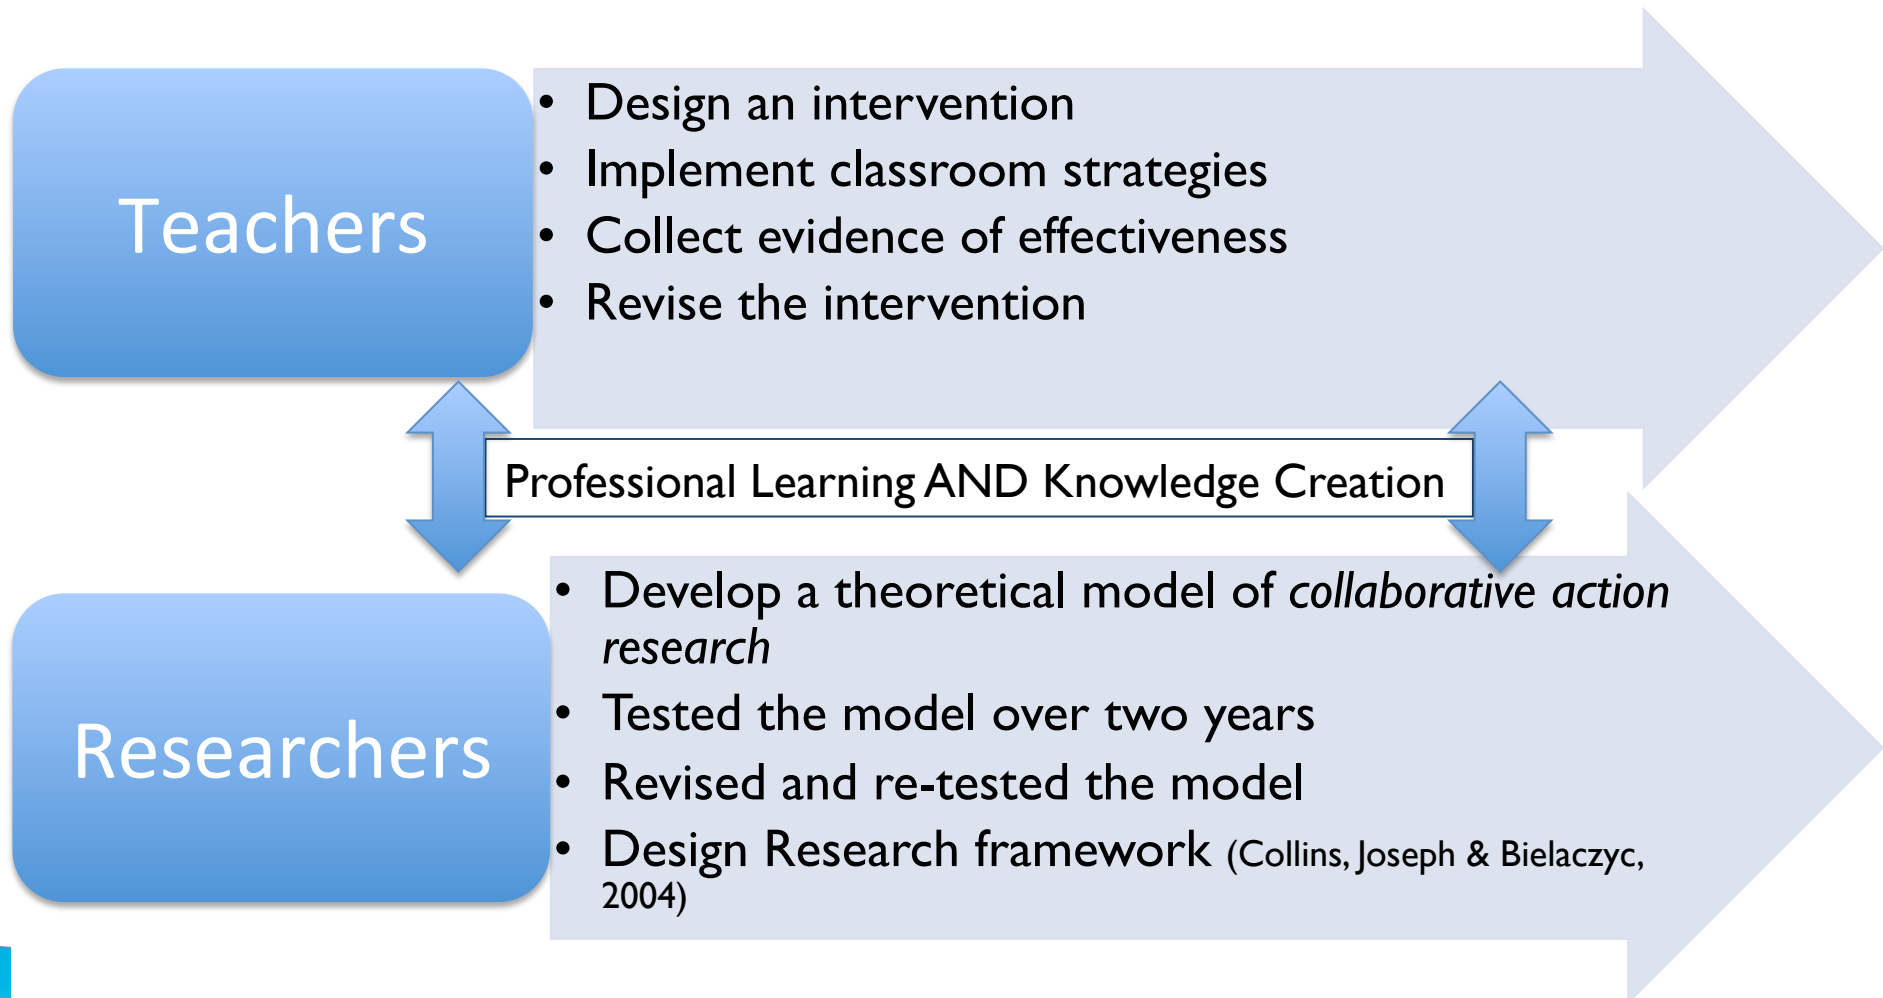 Teachers
• Design an intervention
• Implement classroom strategies
• Collect evidence of effectiveness
• Revise the intervention
Professional Learning AND Knowledge Creation
Researchers
• Develop a theoretical model of collaborative action
research
• Tested the model over two years
• Revised and re-tested the model
• Design Research framework (Collins, Joseph & Bielaczyc,
2004)